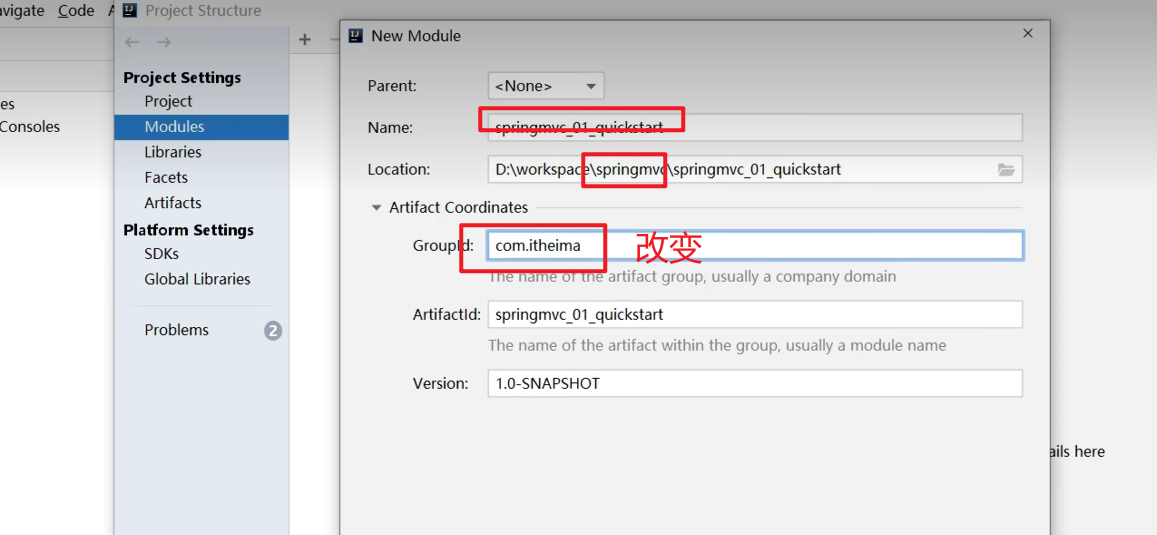 avigate Code A
Project Structure
New Module
Project Settings
Project
Modules
Libraries
Facets
Artifacts
Platform Settings
SDKs
Global Libraries
Problems 2
es
Consoles
Parent: <None>
Name: springmvc_01_quickstart
Location: D:\workspace\springmvc\springmvc_01_quickstart
Artifact Coordinates
GroupId: com.itheima 改变
The name of the artifact group, usually a company domain
ArtifactId: springmvc_01_quickstart
The name of the artifact within the group, usually a module name
Version: 1.0-SNAPSHOT
ails here